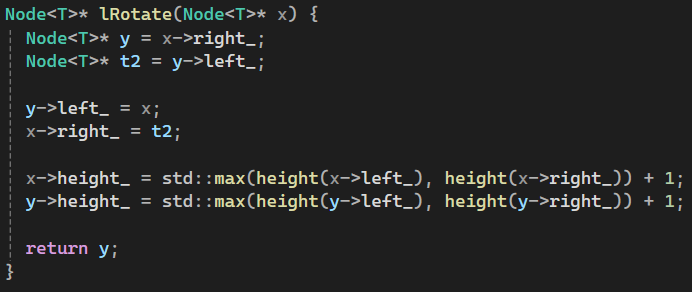 Node<T>* lRotate(Node<T>* x) {
  Node<T>* y = x->right_;
  Node<T>* t2 = y->left_;

  y->left_ = x;
  x->right_ = t2;

  x->height_ = std::max(height(x->left_), height(x->right_)) + 1;
  y->height_ = std::max(height(y->left_), height(y->right_)) + 1;

  return y;
}